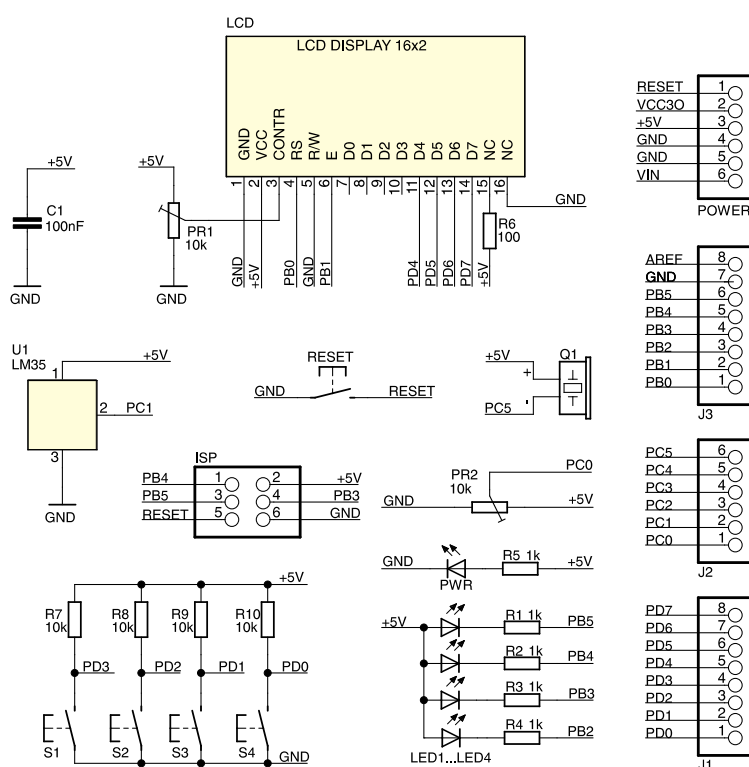 LCD
LCD DISPLAY 16x2
GND
VCC
CONTR
RS
R/W
E
D0
D1
D2
D3
D4
D5
D6
D7
NC
NC
1
2
3
4
5
6
7
8
9
10
11
12
13
14
15
16
GND
+5V
PB0
GND
PB1
PD4
PD5
PD6
PD7
+5V
R6
100
GND
+5V
C1
100nF
GND
+5V
PR1
10k
GND
RESET 1
VCC3O 2
+5V 3
GND 4
GND 5
VIN 6
POWER
AREF 8
GND 7
PB5 6
PB4 5
PB3 4
PB2 3
PB1 2
PB0 1
J3
U1
LM35
1
+5V
2 PC1
3
GND
RESET
GND RESET
+5V
Q1
+
-
PC5
ISP
PB4 1 2 +5V
PB5 3 4 PB3
RESET 5 6 GND
PC0
PR2
10k
GND +5V
PC5 6
PC4 5
PC3 4
PC2 3
PC1 2
PC0 1
J2
GND R5 1k +5V
PWR
+5V
R1 1k PB5
R2 1k PB4
R3 1k PB3
R4 1k PB2
LED1...LED4
+5V
R7
10k
R8
10k
R9
10k
R10
10k
PD3 PD2 PD1 PD0
S1 S2 S3 S4
GND
PD7 8
PD6 7
PD5 6
PD4 5
PD3 4
PD2 3
PD1 2
PD0 1
J1